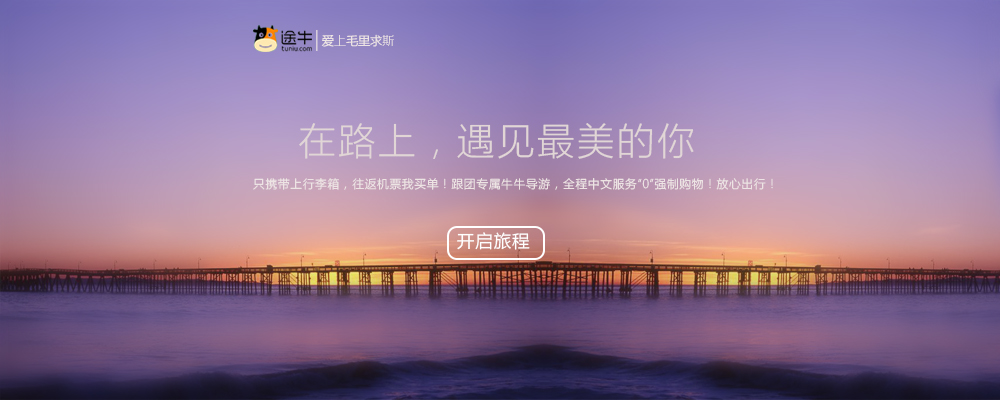 途牛
tuniu.com
爱上毛里求斯
在路上，遇见最美的你
只携带上行李箱，往返机票我买单！跟团专属牛牛导游，全程中文服务"0"强制购物！放心出行！
开启旅程